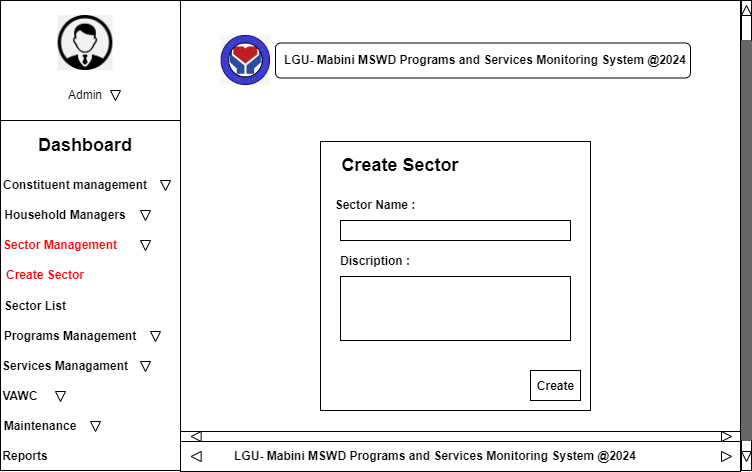 Admin
Dashboard
Constituent management
Household Managers
Sector Management
Create Sector
Sector List
Programs Management
Services Managament
VAWC
Maintenance
Reports
LGU- Mabini MSWD Programs and Services Monitoring System @2024
Create Sector
Sector Name :
Discription :
Create
LGU- Mabini MSWD Programs and Services Monitoring System @2024